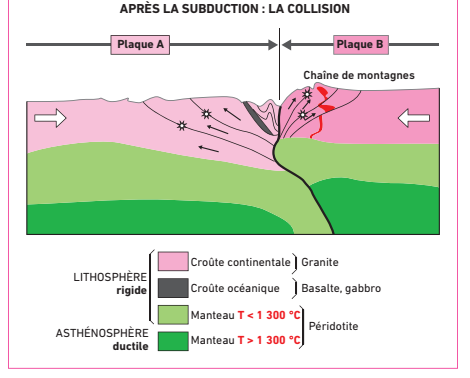 APRÈS LA SUBDUCTION : LA COLLISION
Plaque A
Plaque B
Chaîne de montagnes
LITHOSPHÈRE
rigide
Croûte continentale
Granite
Croûte océanique
Basalte, gabbro
Manteau T < 1 300 °C
Péridotite
ASTHÉNOSPHÈRE
ductile
Manteau T > 1 300 °C